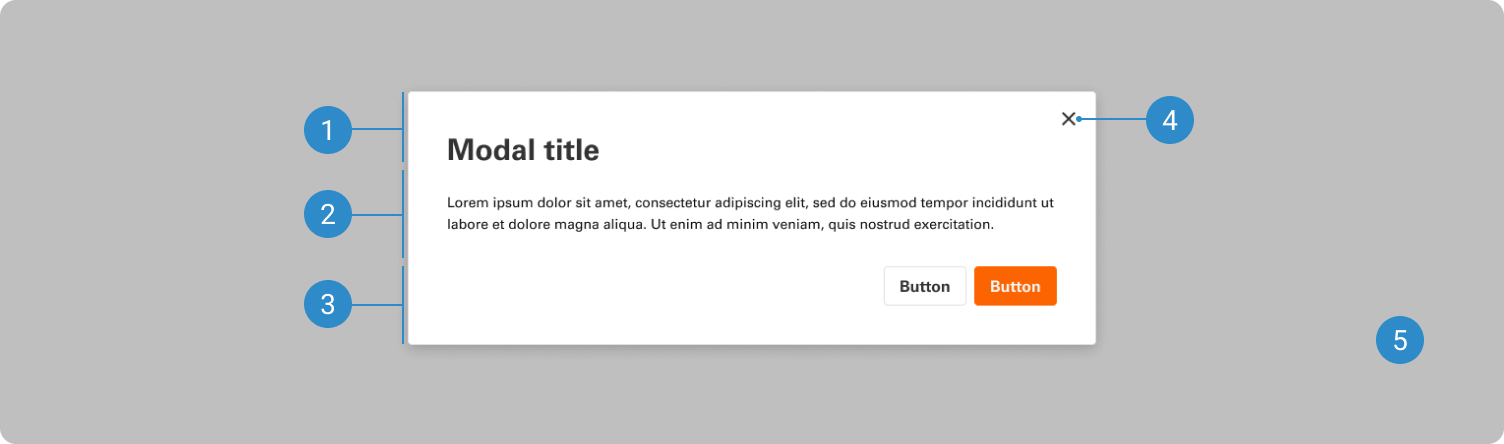 1
4
Modal title
2
Lorem ipsum dolor sit amet, consectetur adipiscing elit, sed do eiusmod tempor incididunt ut
labore et dolore magna aliqua. Ut enim ad minim veniam, quis nostrud exercitation.
3
Button Button
5